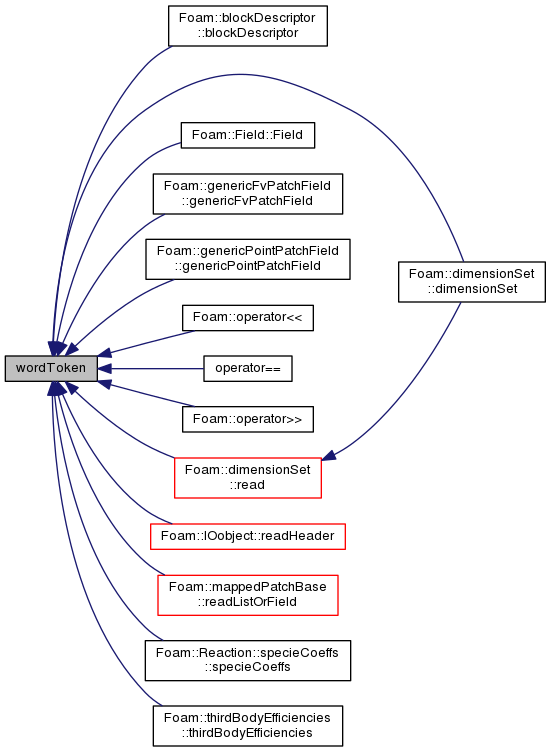 Foam::blockDescriptor
::blockDescriptor
Foam::Field::Field
Foam::genericFvPatchField
::genericFvPatchField
Foam::genericPointPatchField
::genericPointPatchField
Foam::dimensionSet
::dimensionSet
Foam::operator<<
wordToken
operator==
Foam::operator>>
Foam::dimensionSet
::read
Foam::IOobject::readHeader
Foam::mappedPatchBase
::readListOrField
Foam::Reaction::specieCoeffs
::specieCoeffs
Foam::thirdBodyEfficiencies
::thirdBodyEfficiencies